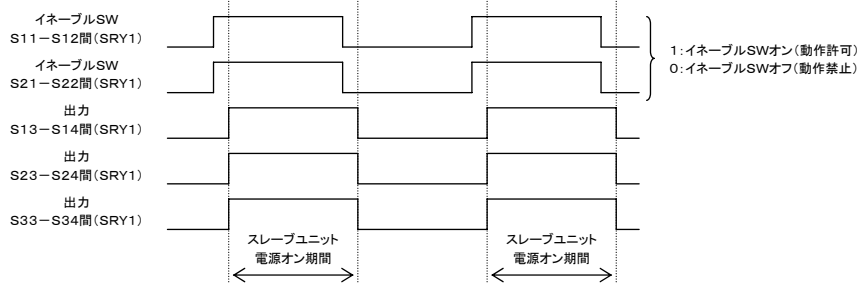 イネーブルSW
S11－S12間(SRY1)
イネーブルSW
S21－S22間(SRY1)
1:イネーブルSWオン(動作許可)
0:イネーブルSWオフ(動作禁止)
出力
S13－S14間(SRY1)
出力
S23－S24間(SRY1)
出力
S33－S34間(SRY1)
スレーブユニット
電源オン期間
スレーブユニット
電源オン期間